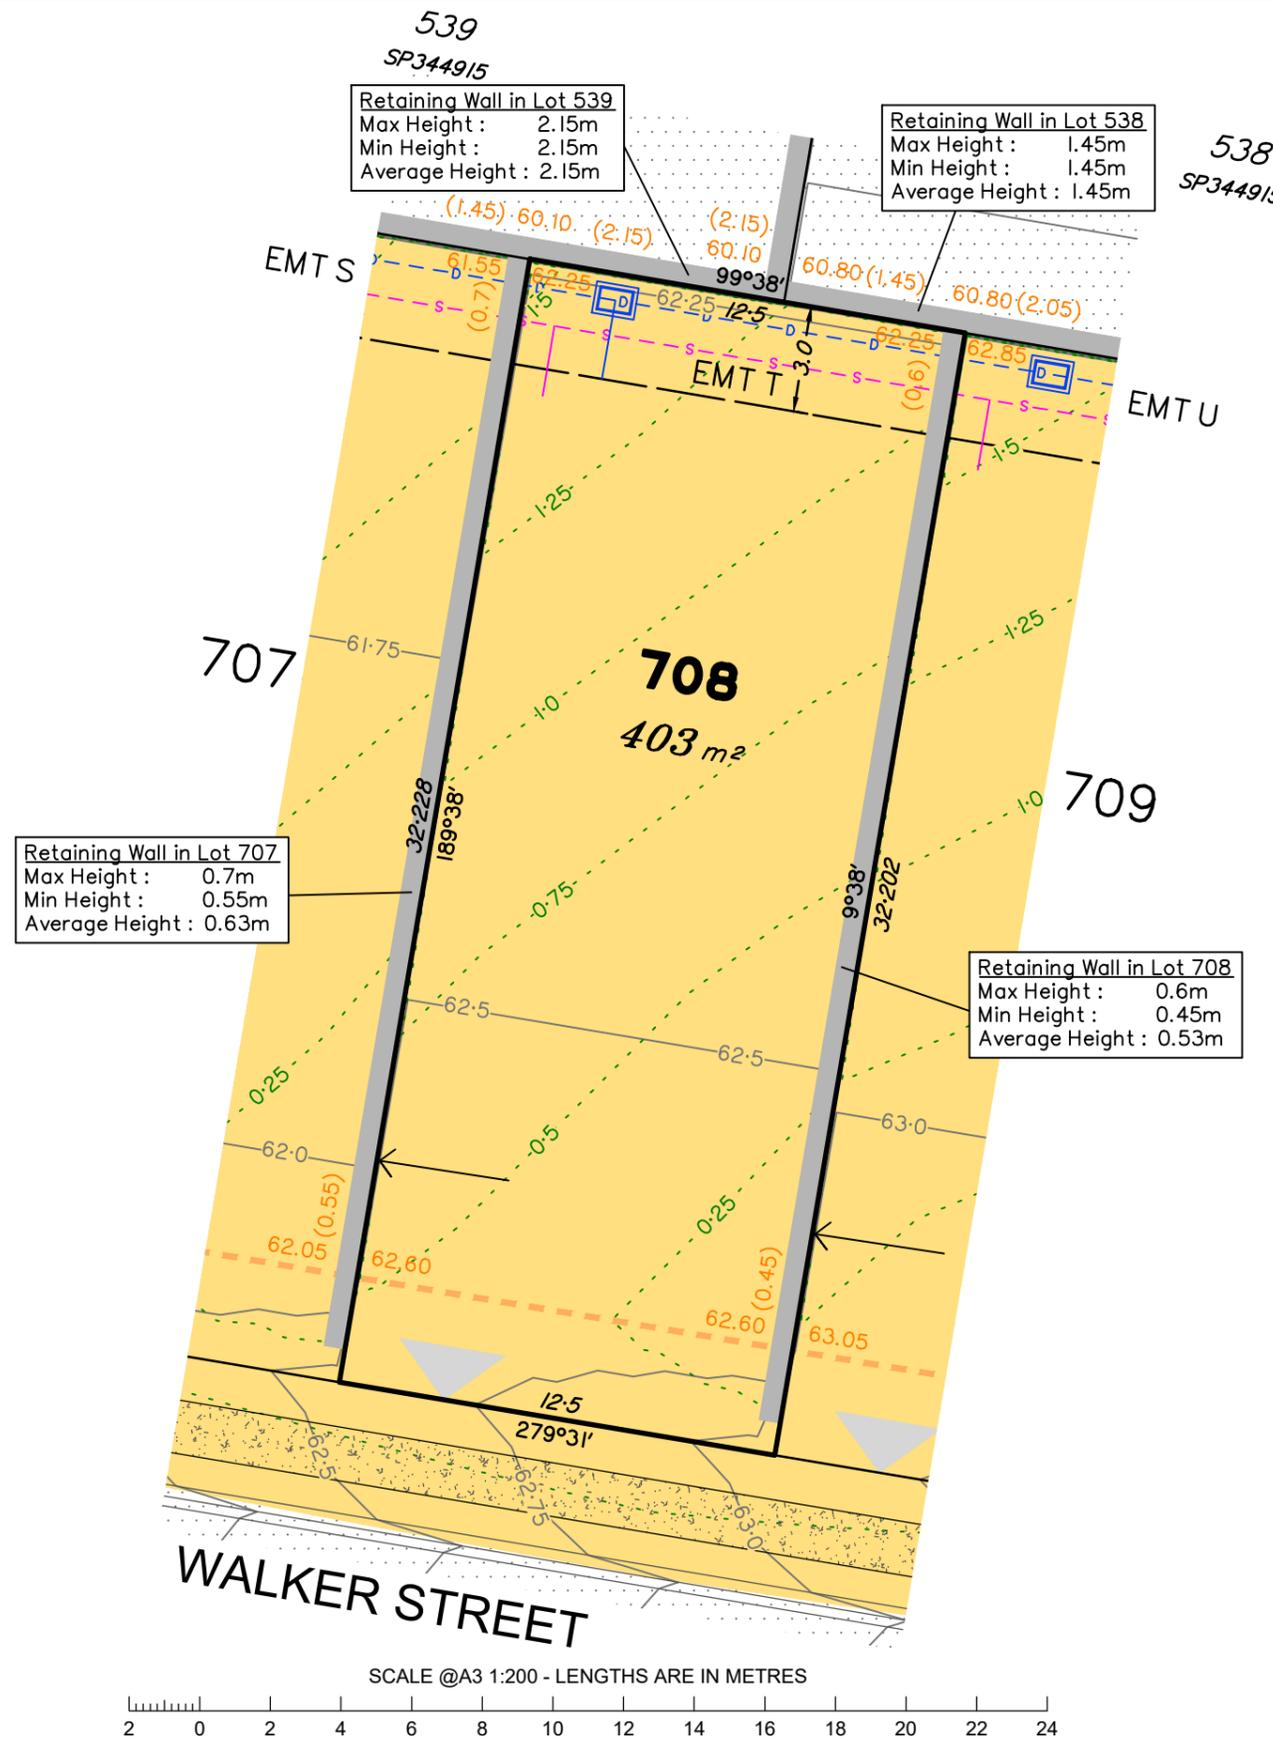 539
SP344915
Retaining Wall in Lot 539
Max Height : 2.15m
Min Height : 2.15m
Average Height : 2.15m
Retaining Wall in Lot 538
Max Height : 1.45m
Min Height : 1.45m
Average Height : 1.45m
538
SP344915
(1.45) 60.10 (2.15)
(2.15)
60.10
60.80(1.45)
60.80(2.05)
EMT S
61.55
62.25
(0.7)
1·5
D
62·25
99°38'
12·5
3.0
62.25
62.85
(0.6)
D
EMT T
EMT U
1·5
1·25
1·25
61·75
707
708
403 m²
1·0
1·0
709
32·228
189°38'
9°38'
32·202
Retaining Wall in Lot 707
Max Height : 0.7m
Min Height : 0.55m
Average Height : 0.63m
0·75
Retaining Wall in Lot 708
Max Height : 0.6m
Min Height : 0.45m
Average Height : 0.53m
62·5
62·5
0·25
0·5
63·0
62·0
0·25
(0.55)
62.05
62.60
(0.45)
62.60
63.05
12·5
279°31'
62·5
62·75
63·0
WALKER STREET
SCALE @A3 1:200 - LENGTHS ARE IN METRES
2 0 2 4 6 8 10 12 14 16 18 20 22 24